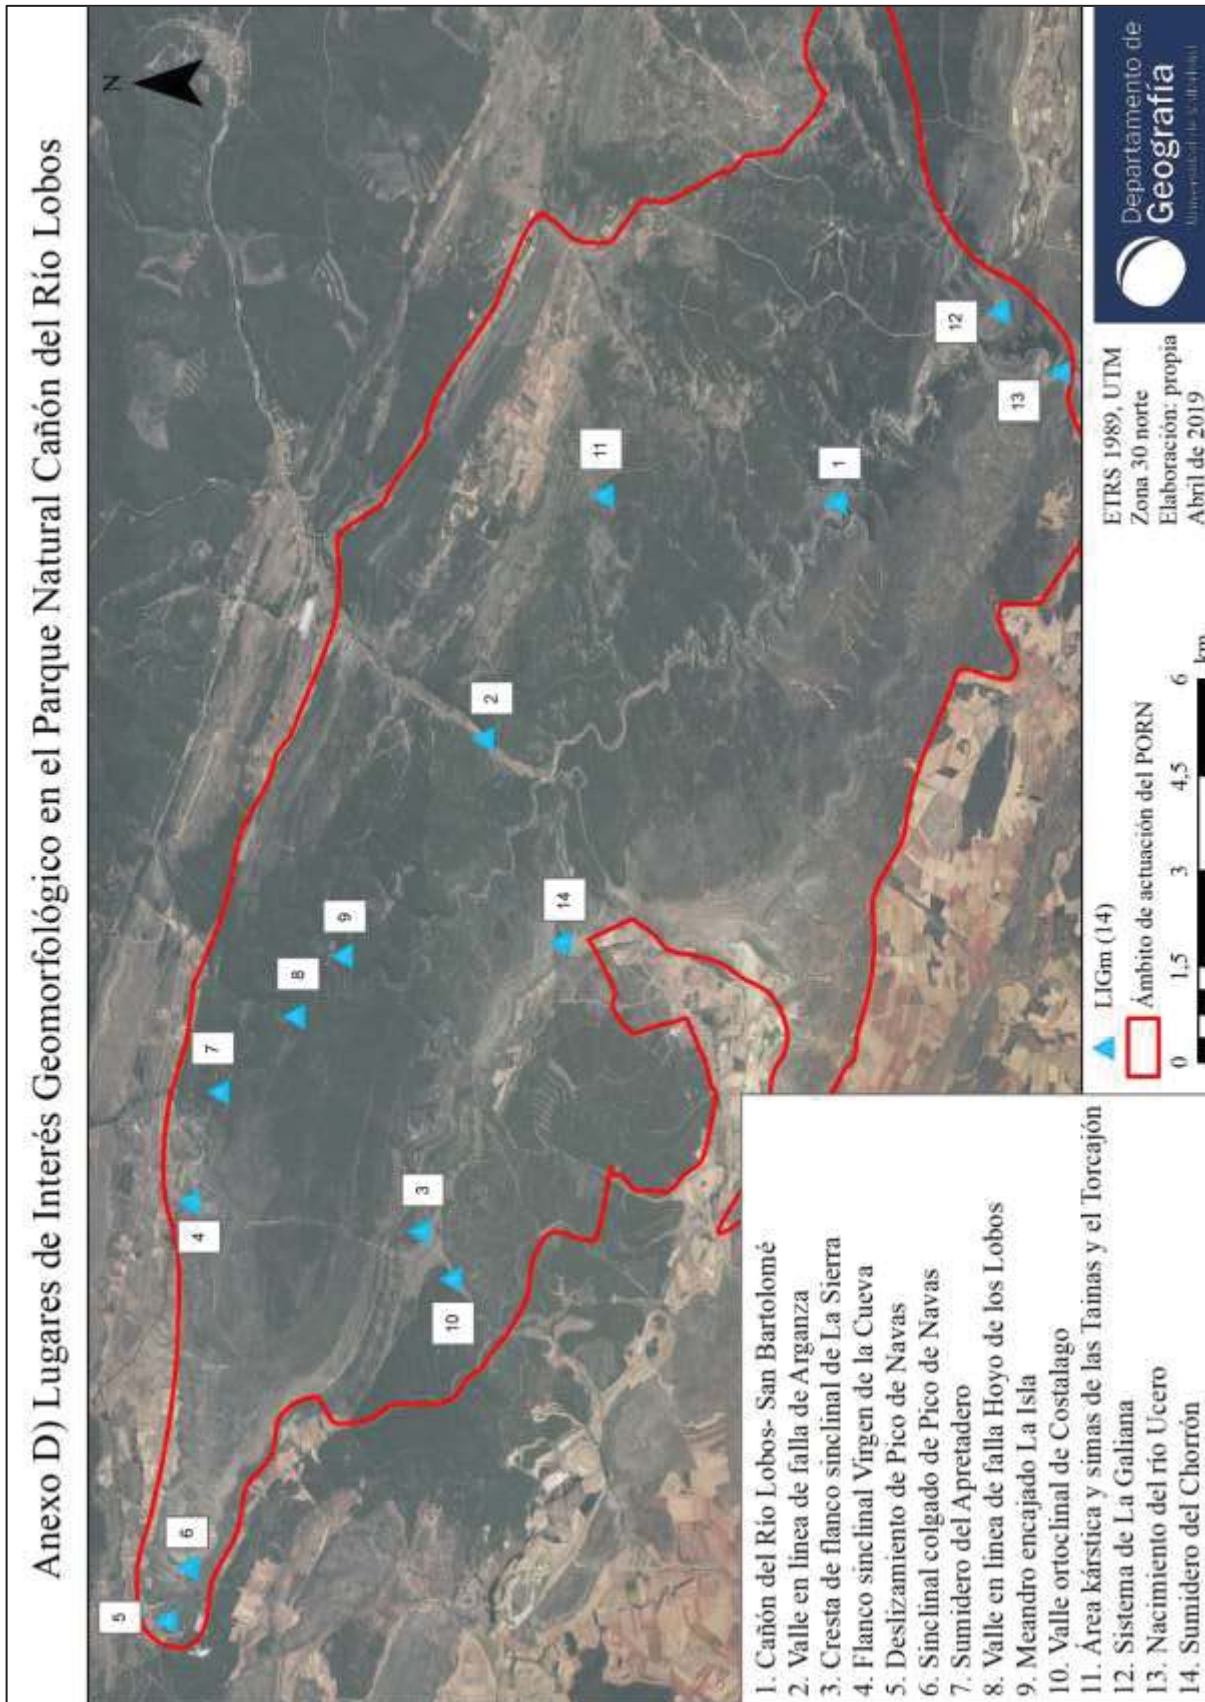 Anexo D) Lugares de Interés Geomorfológico en el Parque Natural Cañón del Río Lobos
N
5
6
4
7
8
9
3
10
14
2
11
1
12
13
1. Cañón del Río Lobos- San Bartolomé
2. Valle en línea de falla de Arganza
3. Cresta de flanco sinclinal de La Sierra
4. Flanco sinclinal Virgen de la Cueva
5. Deslizamiento de Pico de Navas
6. Sinclinal colgado de Pico de Navas
7. Sumidero del Apretadero
8. Valle en línea de falla Hoyo de los Lobos
9. Meandro encajado La Isla
10. Valle ortoclinal de Costalago
11. Área kárstica y simas de las Tainas y el Torcajón
12. Sistema de La Galiana
13. Nacimiento del río Ucero
14. Sumidero del Chorrón
LIGm (14)
Ámbito de actuación del PORN
0 1,5 3 4,5 6
km
ETRS 1989, UTM
Zona 30 norte
Elaboración: propia
Abril de 2019
Departamento de
Geografía
Universidad de Valladolid